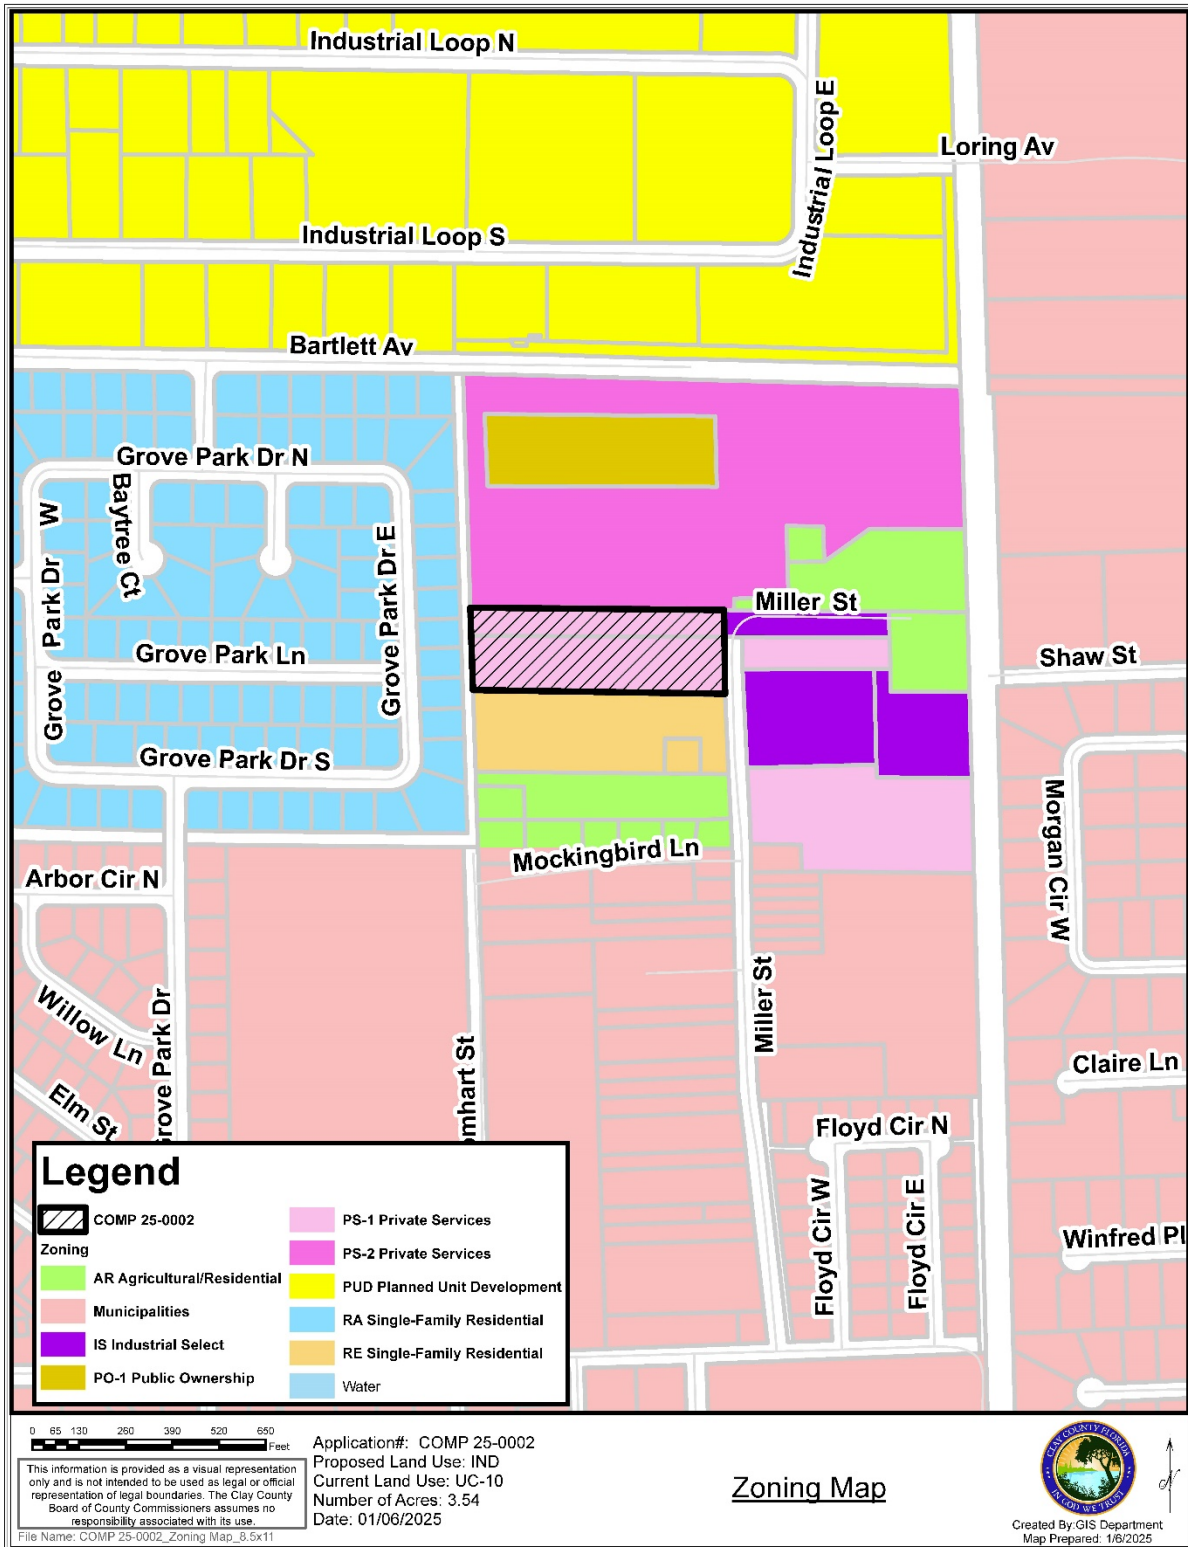 Industrial Loop N
Industrial Loop E
Loring Av
Industrial Loop S
Bartlett Av
Grove Park Dr N
Baytree Ct
Grove Park Dr W
Grove Park Dr E
Miller St
Grove Park Ln
Shaw St
Grove Park Dr S
Morgan Cir W
Mockingbird Ln
Arbor Cir N
Willow Ln
Grove Park Dr
Miller St
Elm St
omhart St
Claire Ln
Floyd Cir N
Floyd Cir W
Floyd Cir E
Winfred Pl
Legend
COMP 25-0002
Zoning
AR Agricultural/Residential
Municipalities
IS Industrial Select
PO-1 Public Ownership
PS-1 Private Services
PS-2 Private Services
PUD Planned Unit Development
RA Single-Family Residential
RE Single-Family Residential
Water
0 65 130 260 390 520 650
Feet
This information is provided as a visual representation
only and is not intended to be used as legal or official
representation of legal boundaries. The Clay County
Board of County Commissioners assumes no
responsibility associated with its use.
File Name: COMP 25-0002_Zoning Map_8.5x11
Application#: COMP 25-0002
Proposed Land Use: IND
Current Land Use: UC-10
Number of Acres: 3.54
Date: 01/06/2025
Zoning Map
CLAY COUNTY FLORIDA
IN GOD WE TRUST
N
Created By:GIS Department
Map Prepared: 1/6/2025